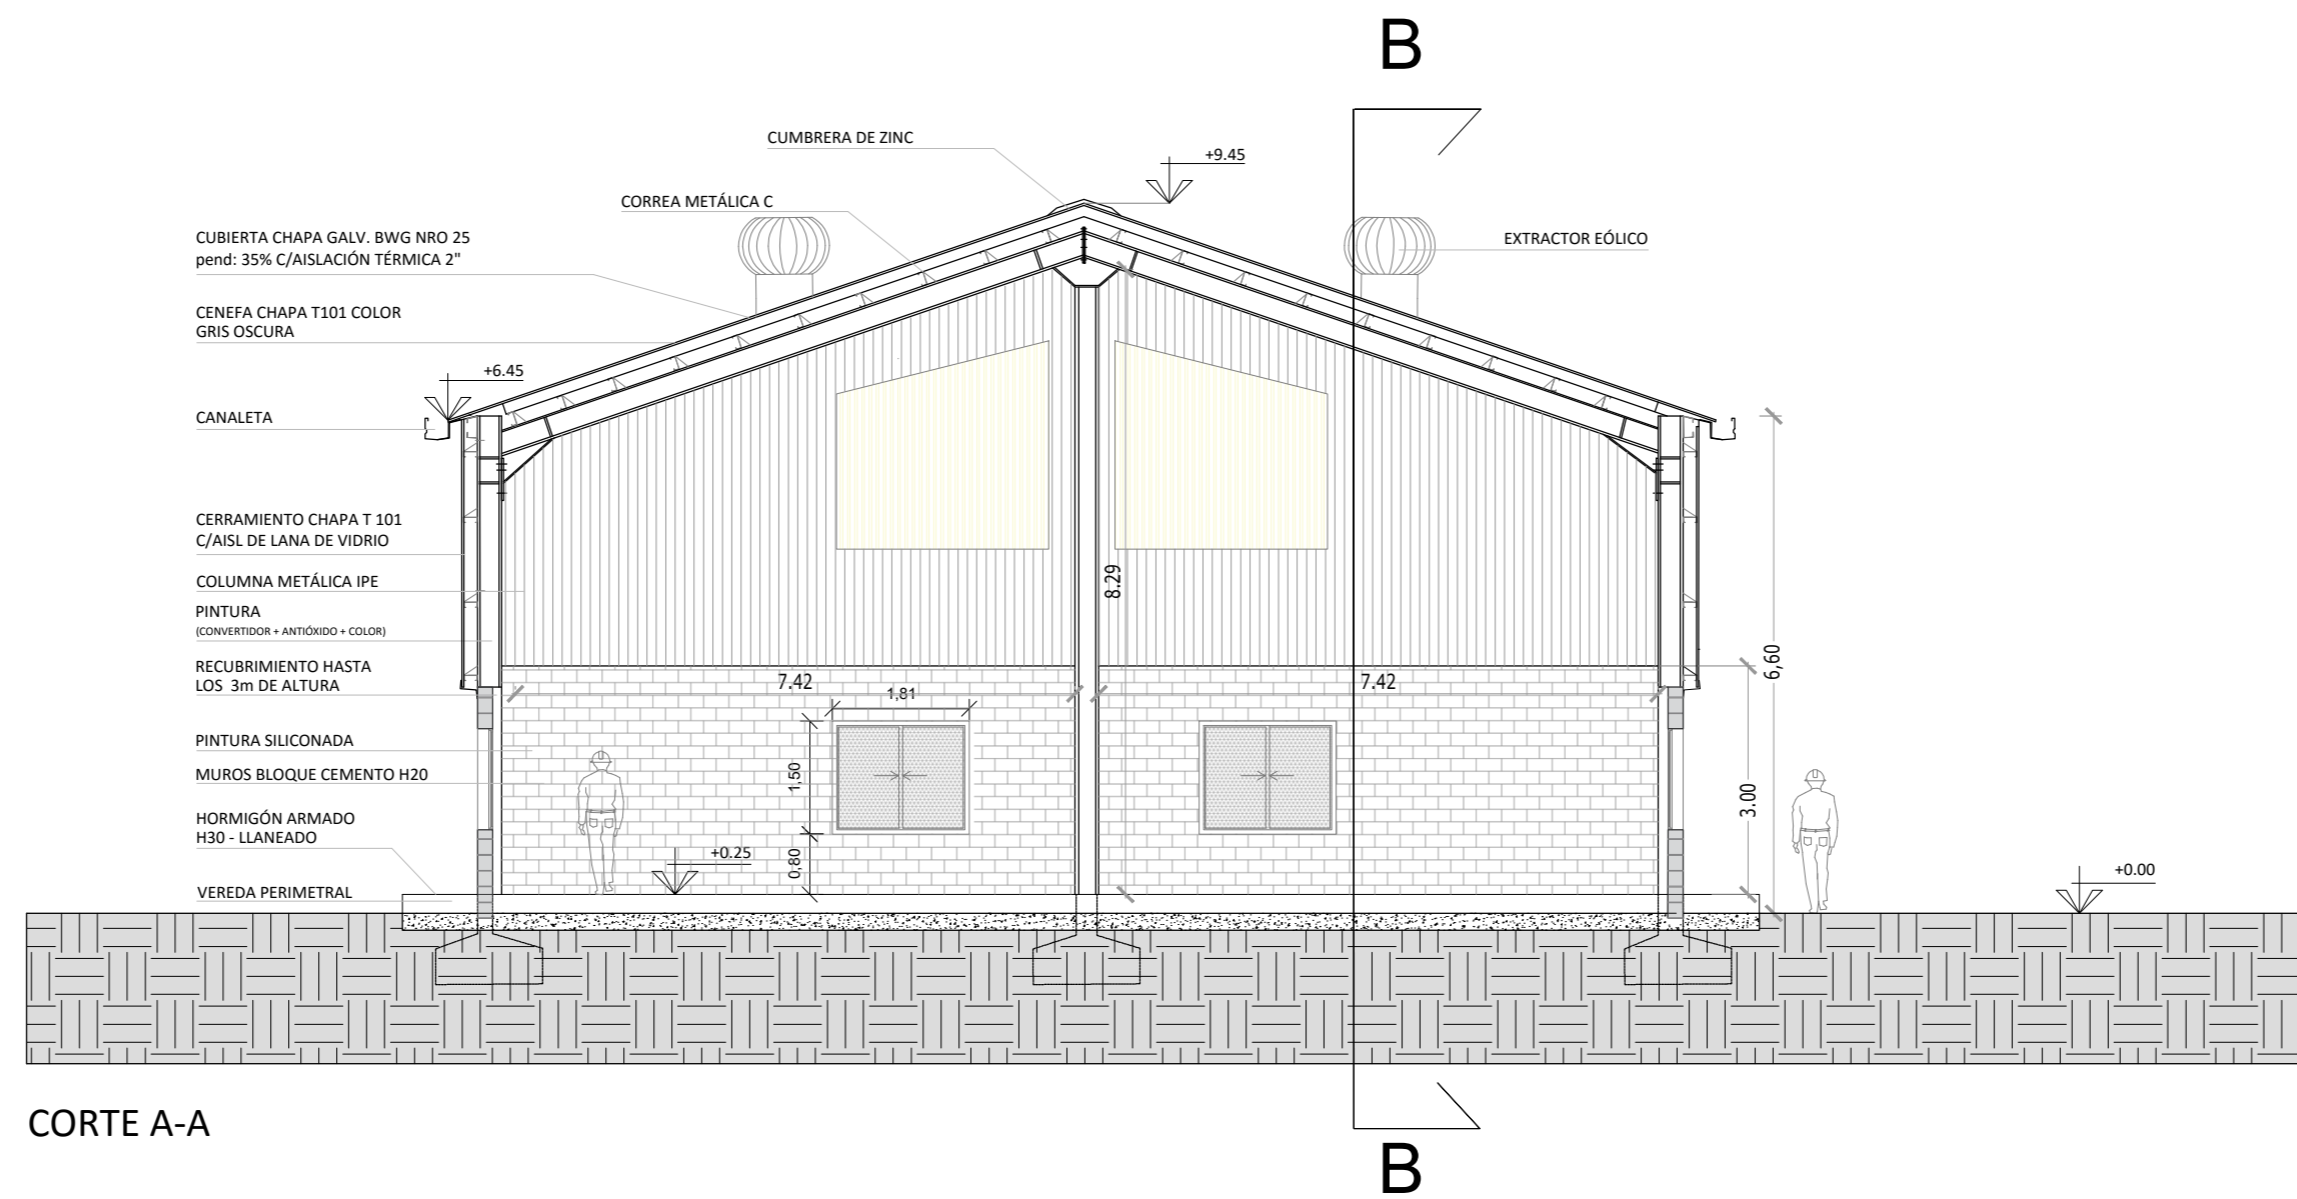 B
CUMBRERA DE ZINC
+9.45
CORREA METÁLICA C
CUBIERTA CHAPA GALV. BWG NRO 25
pend: 35% C/AISLACIÓN TÉRMICA 2"
EXTRACTOR EÓLICO
CENEFA CHAPA T101 COLOR
GRIS OSCURA
+6.45
CANALETA
CERRAMIENTO CHAPA T 101
C/AISL DE LANA DE VIDRIO
COLUMNA METÁLICA IPE
8.29
PINTURA
(CONVERTIDOR + ANTIÓXIDO + COLOR)
RECUBRIMIENTO HASTA
LOS 3m DE ALTURA
7.42
1,81
7.42
6,60
PINTURA SILICONADA
MUROS BLOQUE CEMENTO H20
1,50
3.00
HORMIGÓN ARMADO
H30 - LLANEADO
+0.25
0,80
+0.00
VEREDA PERIMETRAL
CORTE A-A
B